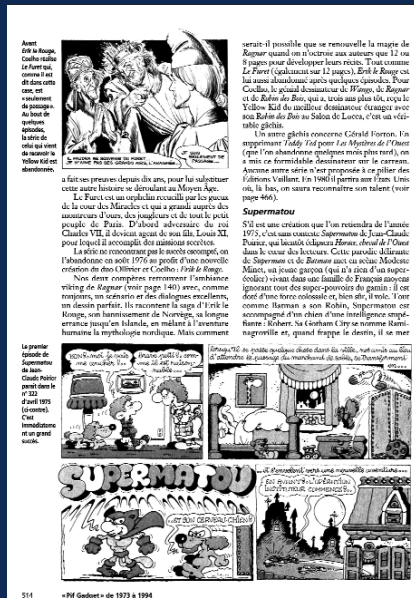 Avant
Erik le Rouge,
Coelho réalise
Le Furet qui,
comme il est
dit dans cette
case, est
« seulement
de passage ».
Au bout de
quelques
épisodes,
la série de
celui qui vient
de recevoir le
Yellow Kid est
abandonnée.
a fait ses preuves depuis dix ans, pour lui substituer
cette autre histoire se déroulant au Moyen Âge.
Le Furet est un orphelin recueilli par les gueux
de la cour des Miracles et qui a grandi auprès des
montreurs d'ours, des jongleurs et de tout le petit
peuple de Paris. D'abord adversaire du roi
Charles VII, il devient agent de son fils, Louis XI,
pour lequel il accomplit des missions secrètes.
La série ne rencontrant pas le succès escompté, on
l'abandonne en août 1976 au profit d'une nouvelle
création du duo Ollivier et Coelho : Erik le Rouge.
Nos deux compères renouent l'ambiance
viking de Ragnar (voir page 140) avec, comme
toujours, un scénario et des dialogues excellents,
un dessin parfait. Ils racontent la saga d'Erik le
Rouge, son bannissement de Norvège, sa longue
errance jusqu'en Islande, en mêlant à l'aventure
humaine la mythologie nordique. Mais comment
serait-il possible que se renouvelle la magie de
Ragnar quand on n'octroie aux auteurs que 12 ou
8 pages pour développer leurs récits. Tout comme
Le Furet (également sur 12 pages), Erik le Rouge est
lui aussi abandonné après quelques épisodes. Pour
Coelho, le génial dessinateur de Wango, de Ragnar
et de Robin des Bois, qui a, trois ans plus tôt, reçu le
Yellow Kid du meilleur dessinateur étranger avec
son Robin des Bois au Salon de Lucca, c'est un véri-
table gâchis.
Un autre gâchis concerne Gérald Forton. En
supprimant Teddy Ted pour Les Mystères de l'Ouest
(que l'on abandonne quelques mois plus tard), on
a mis ce formidable dessinateur sur le carreau.
Aucune autre série n'est proposée à ce pilier des
Éditions Vaillant. En 1980 il partira aux États-Unis
où, là-bas, on saura reconnaître son talent (voir
page 466).
Supermatou
S'il est une création que l'on retiendra de l'année
1975, c'est sans conteste Supermatou de Jean-Claude
Poirier, qui bientôt éclipsera Horace, cheval de l'Ouest
dans le cœur des lecteurs. Cette parodie délirante
de Superman et de Batman met en scène Modeste
Minet, un jeune garçon (qui n'a rien d'un super-
écolier) vivant dans une famille de Français moyens
ignorant tout des super-pouvoirs du gamin : il est
doté d'une force colossale et, bien sûr, il vole. Tout
comme Batman a son Robin, Supermatou est
accompagné d'un chien d'une intelligence stupé-
fiante : Robert. Sa Gotham City se nomme Rami-
nagroville et, quand frappe le destin, il se met
Le premier
épisode de
Supermatou
de Jean-
Claude Poirier
paraît dans le
n° 322
d'avril 1975
(ci-contre).
C'est
immédiateme
nt un grand
succès.
SUPERMATOU
...ET SON CERVEAU-CHIEN!
...et s'envolent vers une nouvelle aventure...
514 « Pif Gadget » de 1973 à 1994